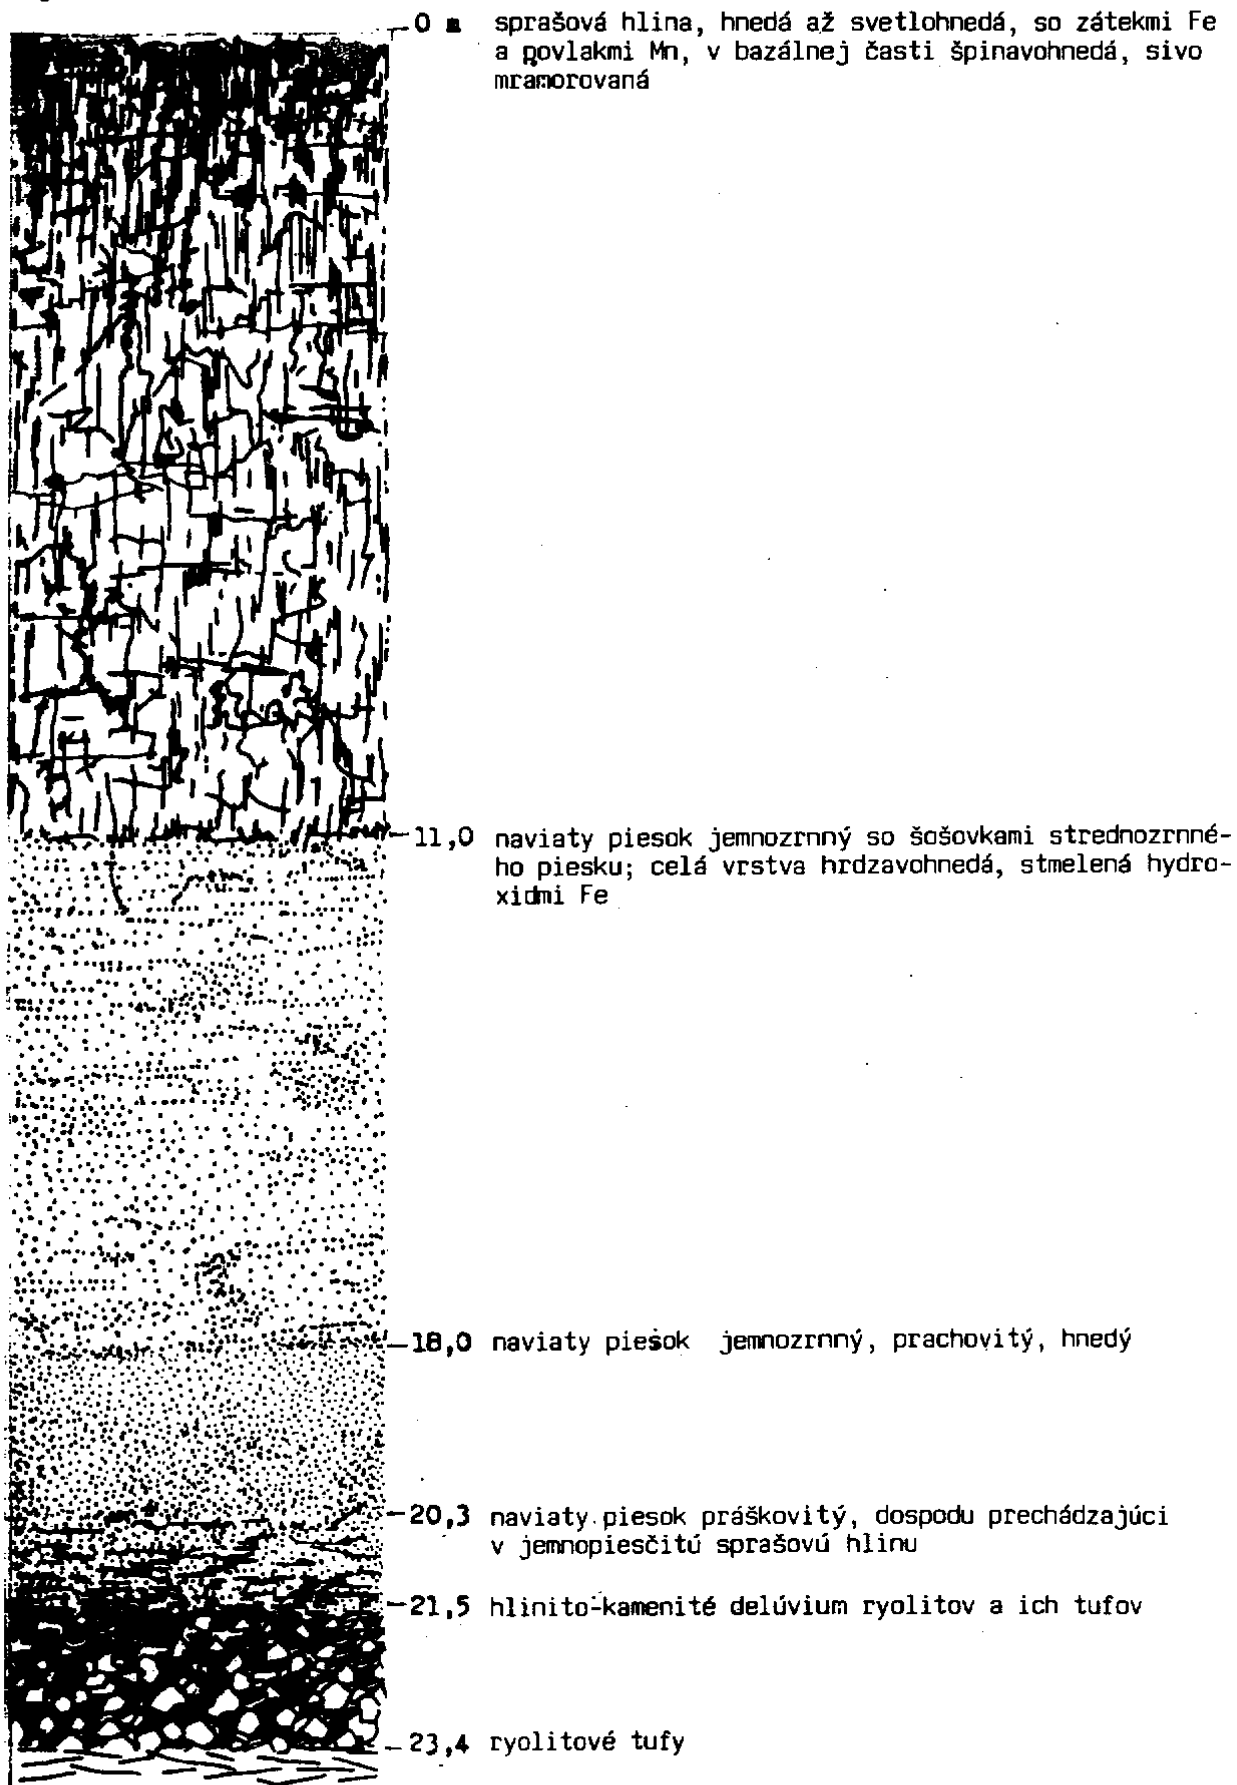 0 m sprašová hlina, hnedá až svetlohnedá, so zátekmi Fe
a povlakmi Mn, v bazálnej časti špinavohnedá, sivo
mramorovaná
11,0 naviaty piesok jemnozrnný so šošovkami strednozrnné-
ho piesku; celá vrstva hrdzavohnedá, stmelená hydro-
xidmi Fe
18,0 naviaty piesok jemnozrnný, prachovitý, hnedý
20,3 naviaty piesok práškovitý, dospodu prechádzajúci
v jemnopiesčitú sprašovú hlinu
21,5 hlinito-kamenité delúvium ryolitov a ich tufov
23,4 ryolitové tufy